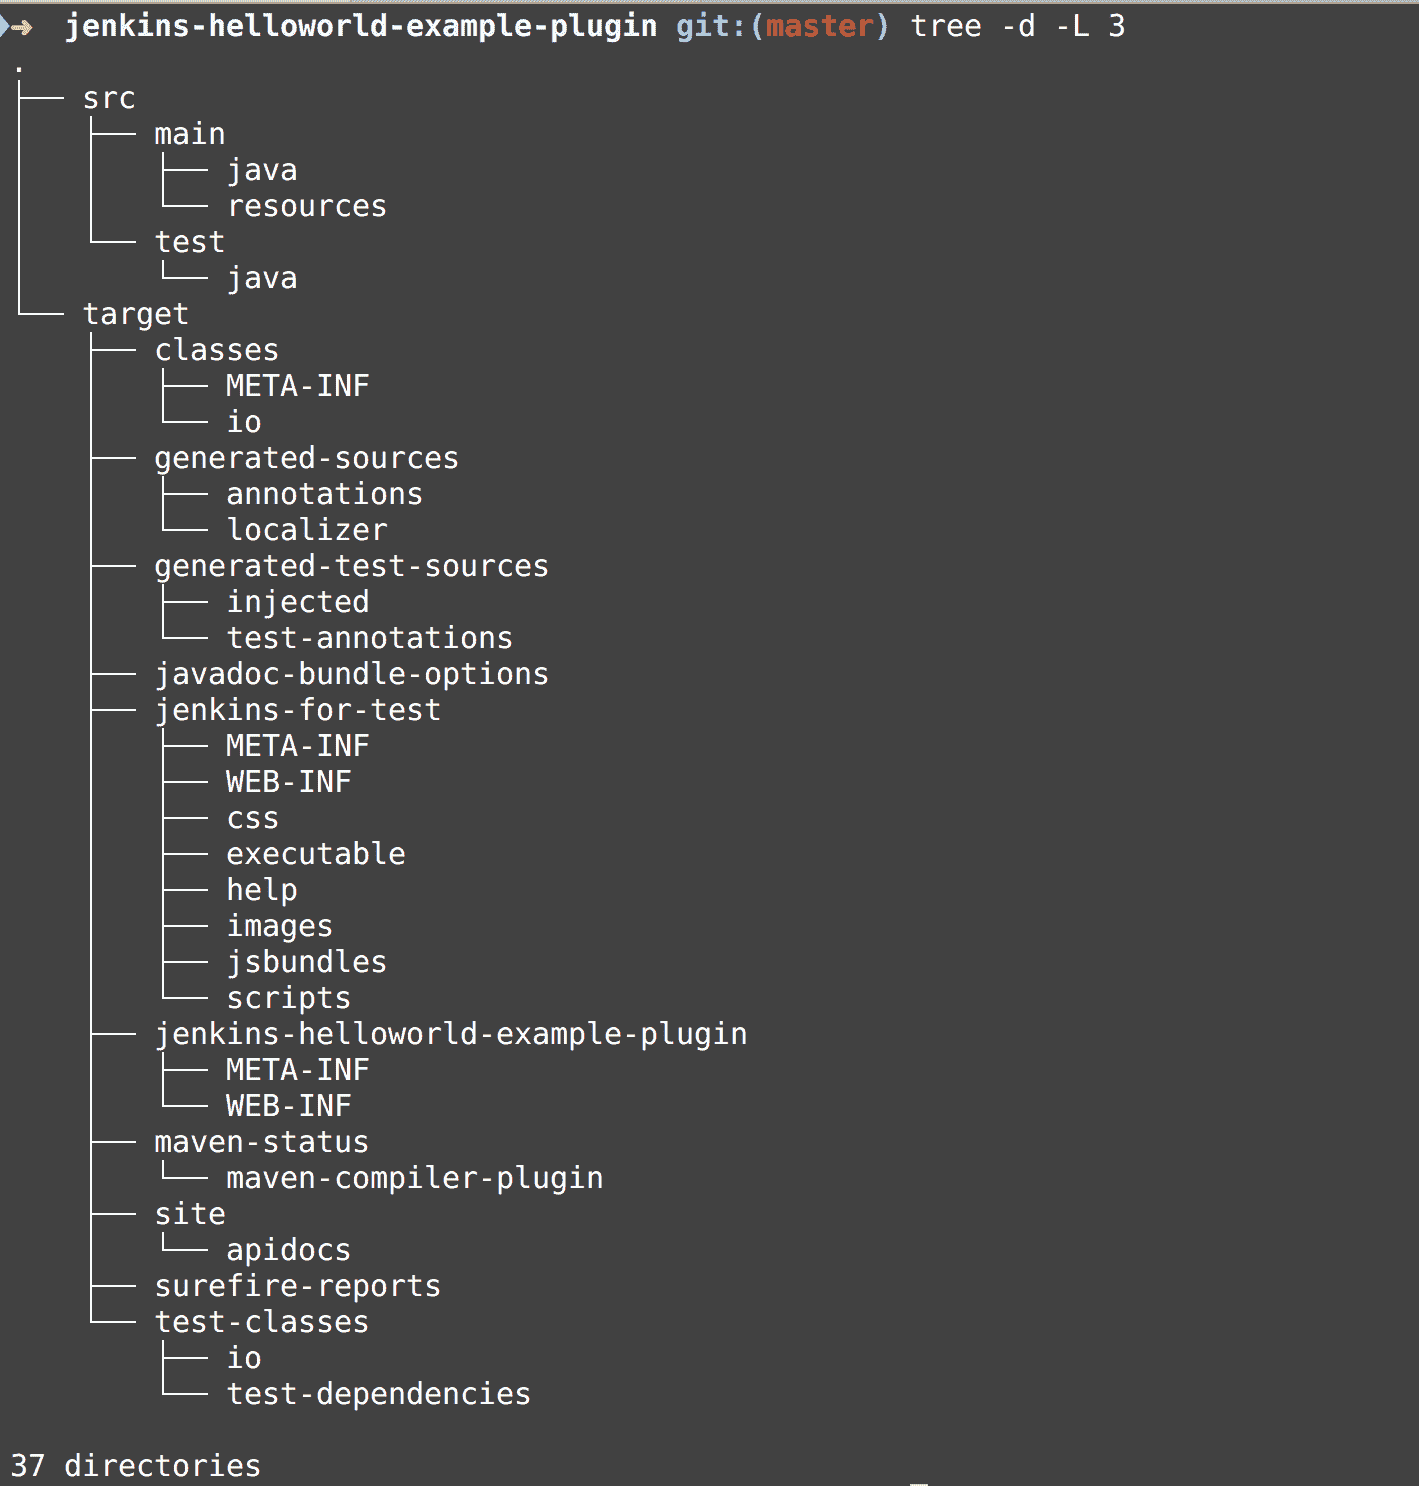 ➜  jenkins-helloworld-example-plugin git:(master) tree -d -L 3
.
├── src
│   ├── main
│   │   ├── java
│   │   └── resources
│   └── test
│       └── java
└── target
    ├── classes
    │   ├── META-INF
    │   └── io
    ├── generated-sources
    │   ├── annotations
    │   └── localizer
    ├── generated-test-sources
    │   ├── injected
    │   └── test-annotations
    ├── javadoc-bundle-options
    ├── jenkins-for-test
    │   ├── META-INF
    │   ├── WEB-INF
    │   ├── css
    │   ├── executable
    │   ├── help
    │   ├── images
    │   ├── jsbundles
    │   └── scripts
    ├── jenkins-helloworld-example-plugin
    │   ├── META-INF
    │   └── WEB-INF
    ├── maven-status
    │   └── maven-compiler-plugin
    ├── site
    │   └── apidocs
    ├── surefire-reports
    └── test-classes
        ├── io
        └── test-dependencies
37 directories